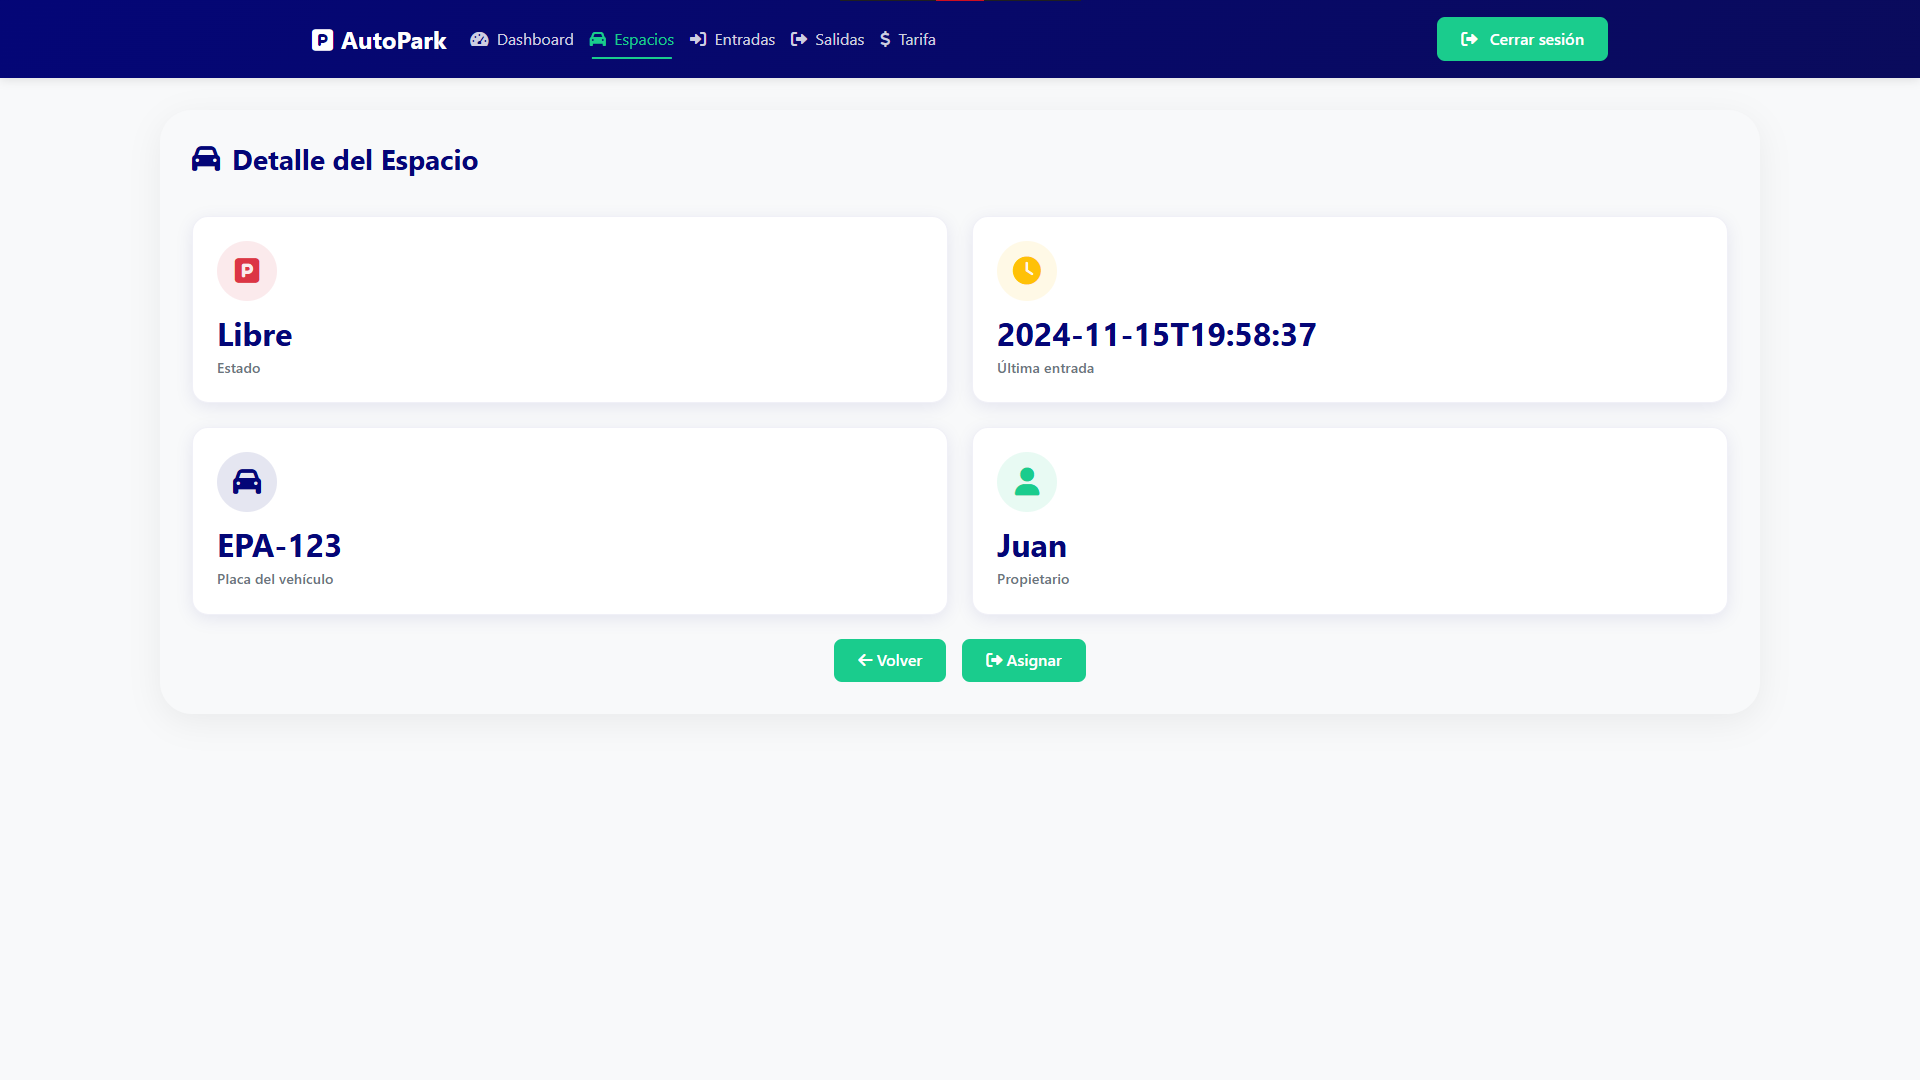 AutoPark Dashboard Espacios Entradas Salidas Tarifa Cerrar sesión
Detalle del Espacio
Libre
Estado
2024-11-15T19:58:37
Última entrada
EPA-123
Placa del vehículo
Juan
Propietario
Volver Asignar